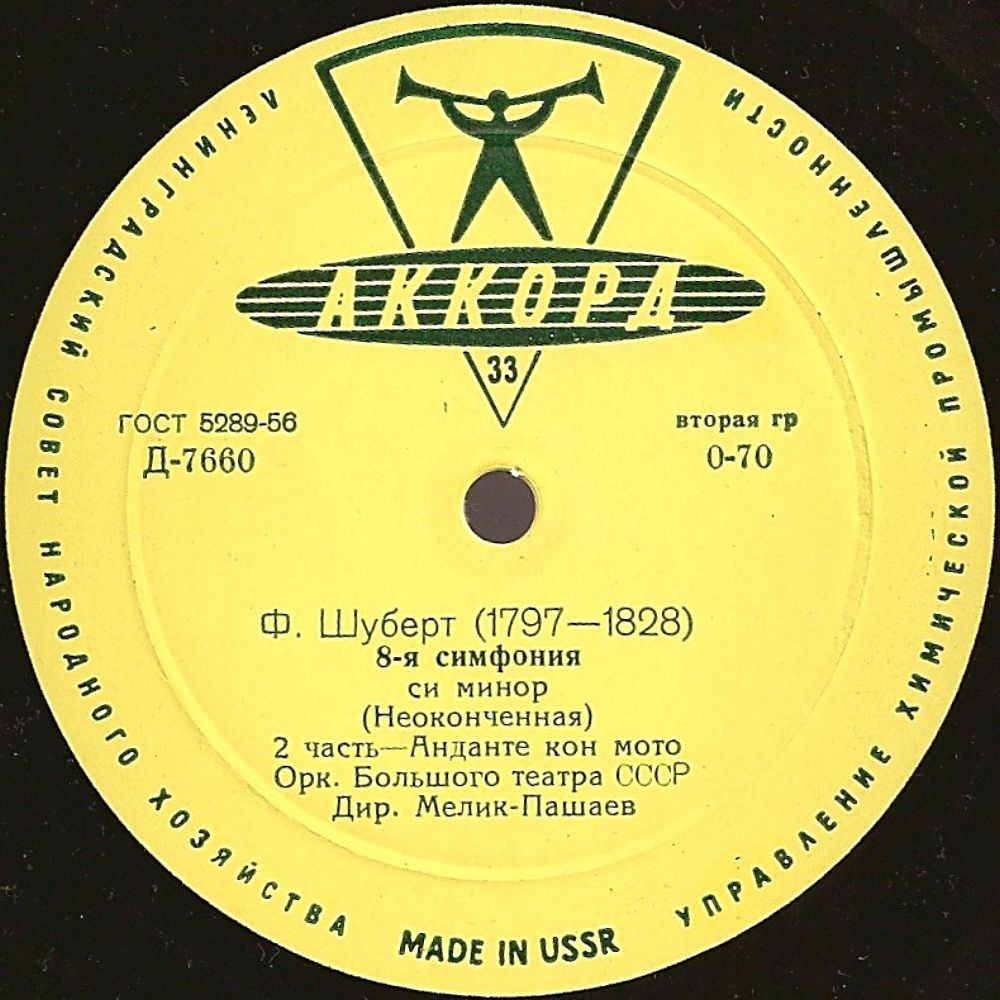 ЛЕНИНГРАДСКИЙ СОВЕТ НАРОДНОГО ХОЗЯЙСТВА
УПРАВЛЕНИЕ ХИМИЧЕСКОЙ ПРОМЫШЛЕННОСТИ
АККОРД
33
ГОСТ 5289-56
вторая гр
Д-7660
0-70
Ф. Шуберт (1797—1828)
8-я симфония
си минор
(Неоконченная)
2 часть—Анданте кон мото
Орк. Большого театра СССР
Дир. Мелик-Пашаев
MADE IN USSR